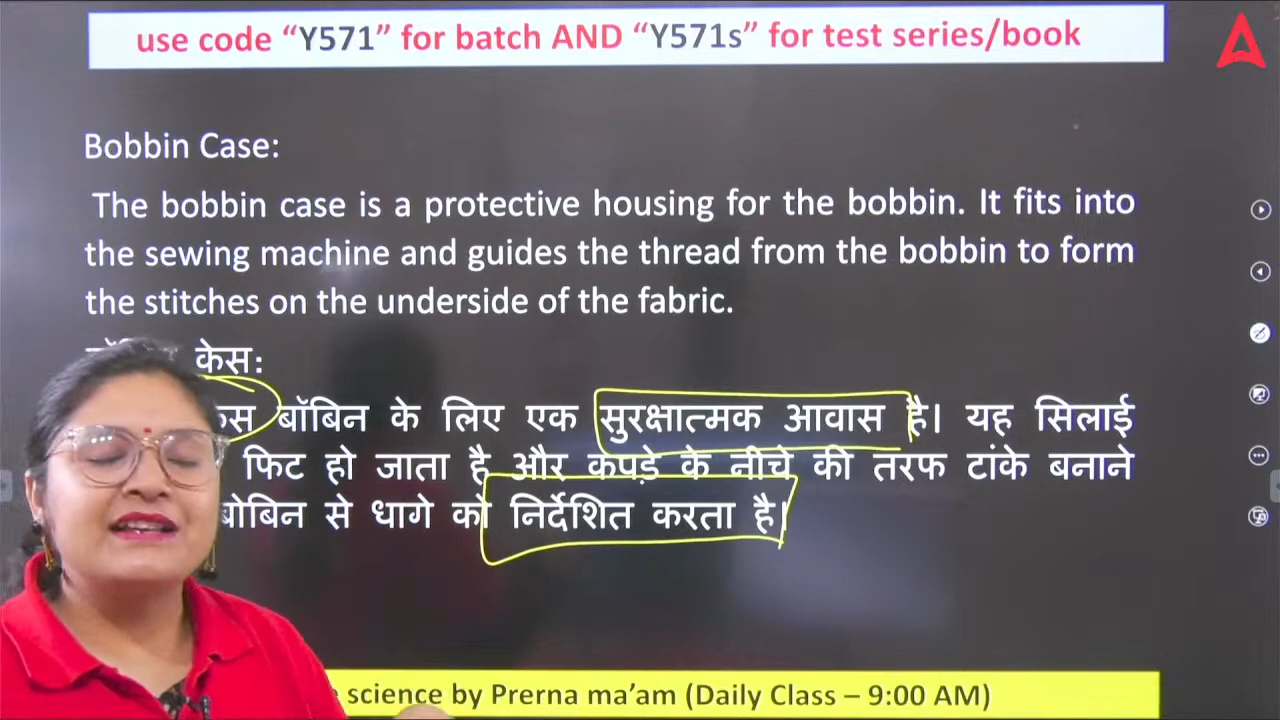 use code “Y571” for batch AND “Y571s” for test series/book
Bobbin Case:
The bobbin case is a protective housing for the bobbin. It fits into
the sewing machine and guides the thread from the bobbin to form
the stitches on the underside of the fabric.
केस:
बॉबिन के लिए एक सुरक्षात्मक आवास है। यह सिलाई
फिट हो जाता है और कपड़े के नीचे की तरफ टांके बनाने
बोबिन से धागे को निर्देशित करता है।
science by Prerna ma’am (Daily Class – 9:00 AM)